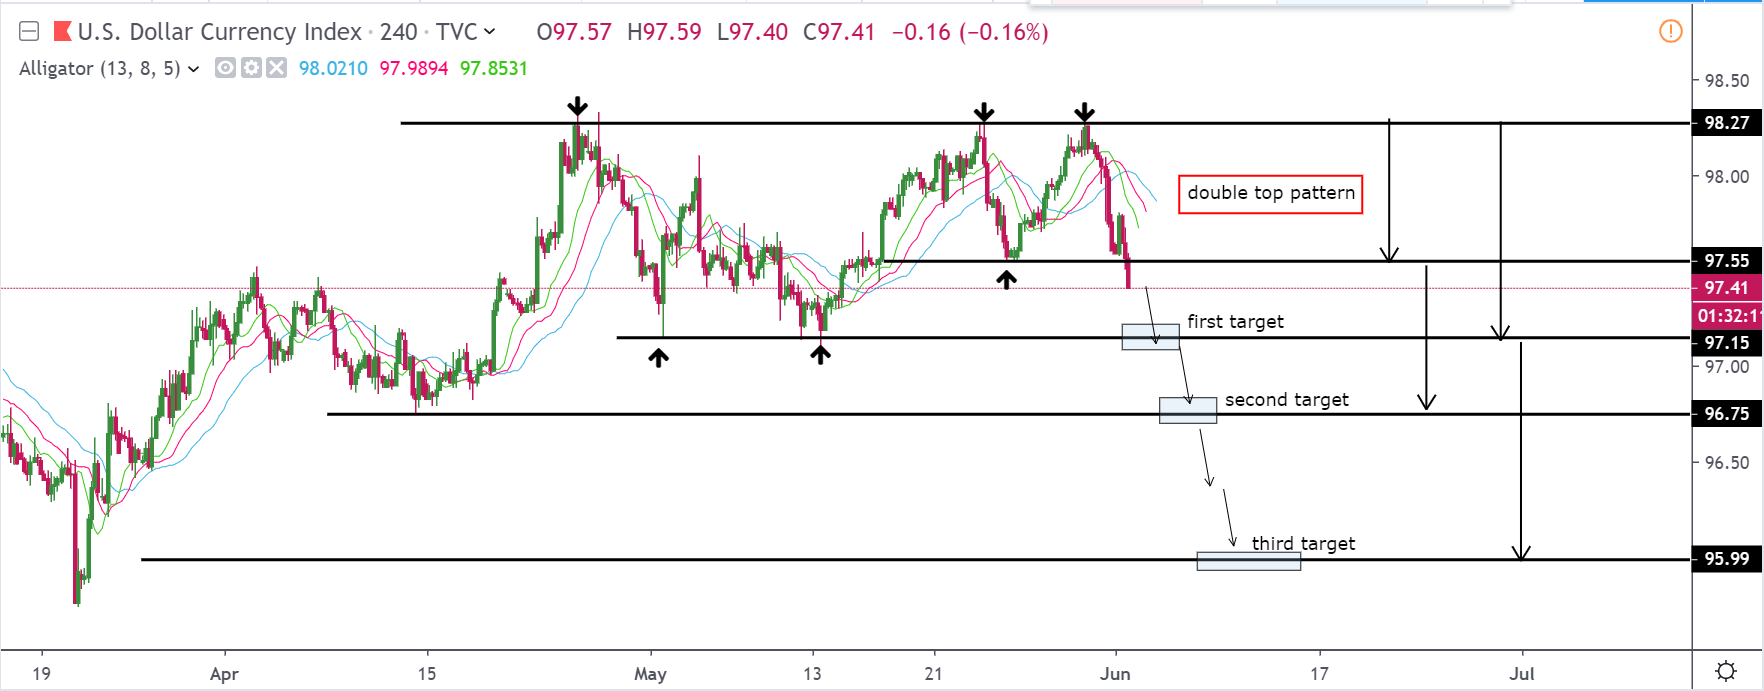 U.S. Dollar Currency Index · 240 · TVC O97.57 H97.59 L97.40 C97.41 −0.16 (−0.16%)
Alligator (13, 8, 5) 98.0210 97.9894 97.8531
98.50
98.27
98.00
double top pattern
97.55
97.41
01:32:1
first target
97.15
97.00
second target
96.75
96.50
third target
95.99
19 Apr 15 May 13 21 Jun 17 Jul